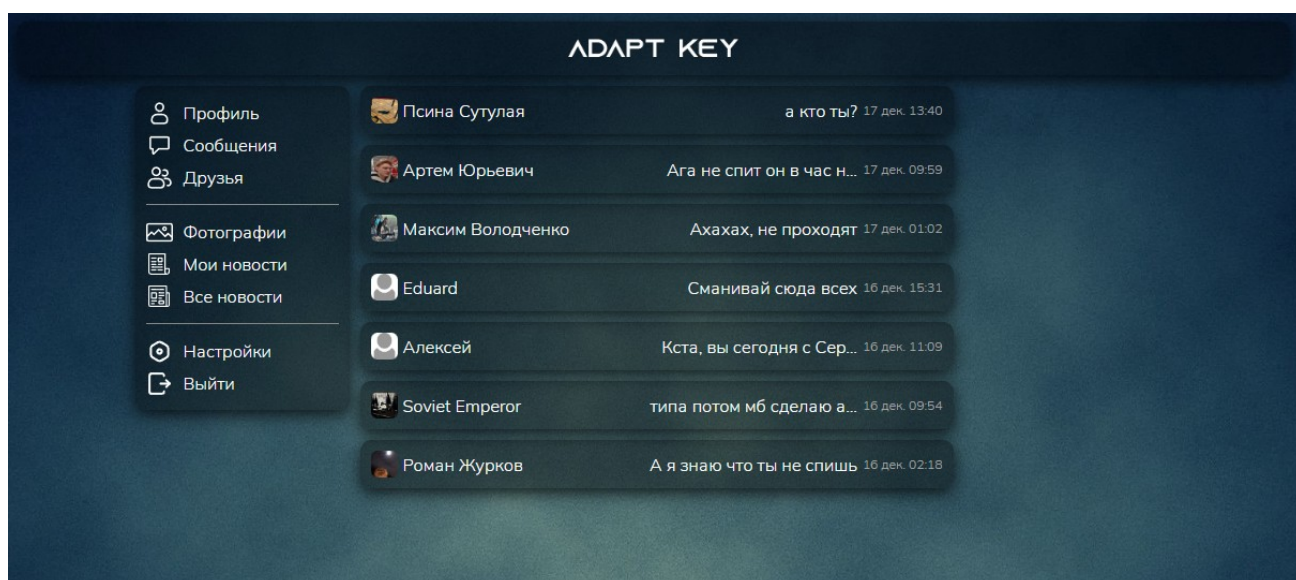 ADAPT KEY
Профиль
Сообщения
Друзья
Фотографии
Мои новости
Все новости
Настройки
Выйти
Псина Сутулая а кто ты? 17 дек. 13:40
Артем Юрьевич Ага не спит он в час н... 17 дек. 09:59
Максим Володченко Ахахах, не проходят 17 дек. 01:02
Eduard Сманивай сюда всех 16 дек. 15:31
Алексей Кста, вы сегодня с Сер... 16 дек. 11:09
Soviet Emperor типа потом мб сделаю а... 16 дек. 09:54
Роман Журков А я знаю что ты не спишь 16 дек. 02:18